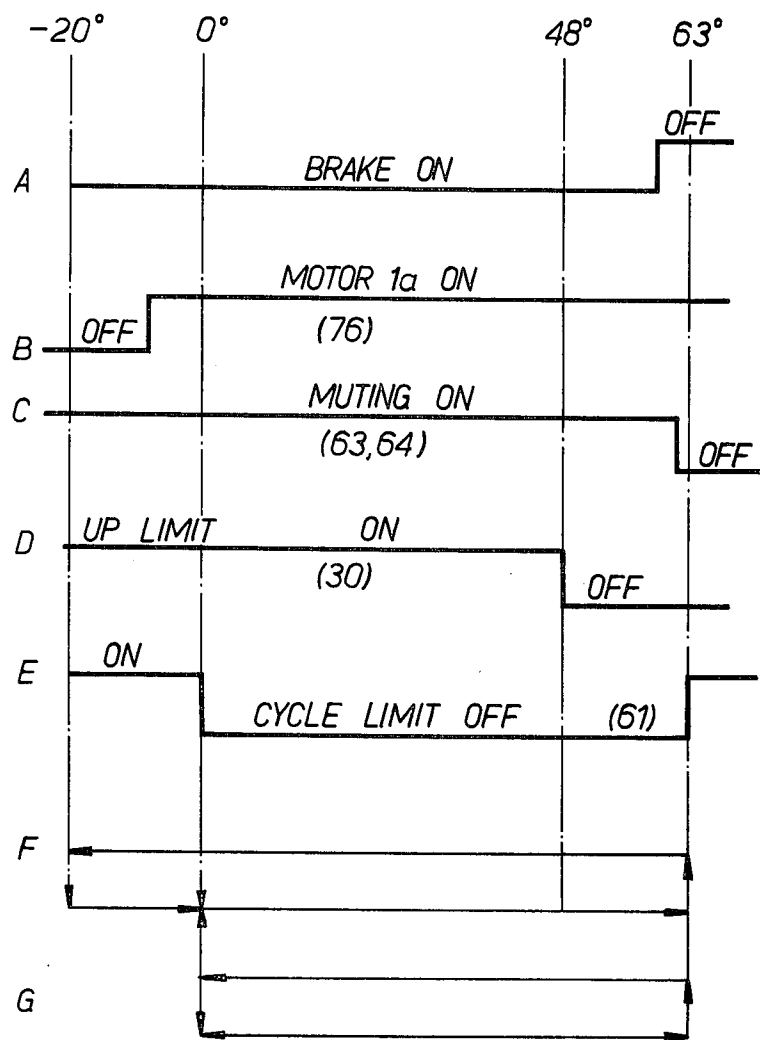 -20° 0° 48° 63°
OFF
A BRAKE ON
MOTOR 1a ON
B OFF (76)
C MUTING ON
(63,64) OFF
D UP LIMIT ON
(30) OFF
E ON
CYCLE LIMIT OFF (61)
F
G